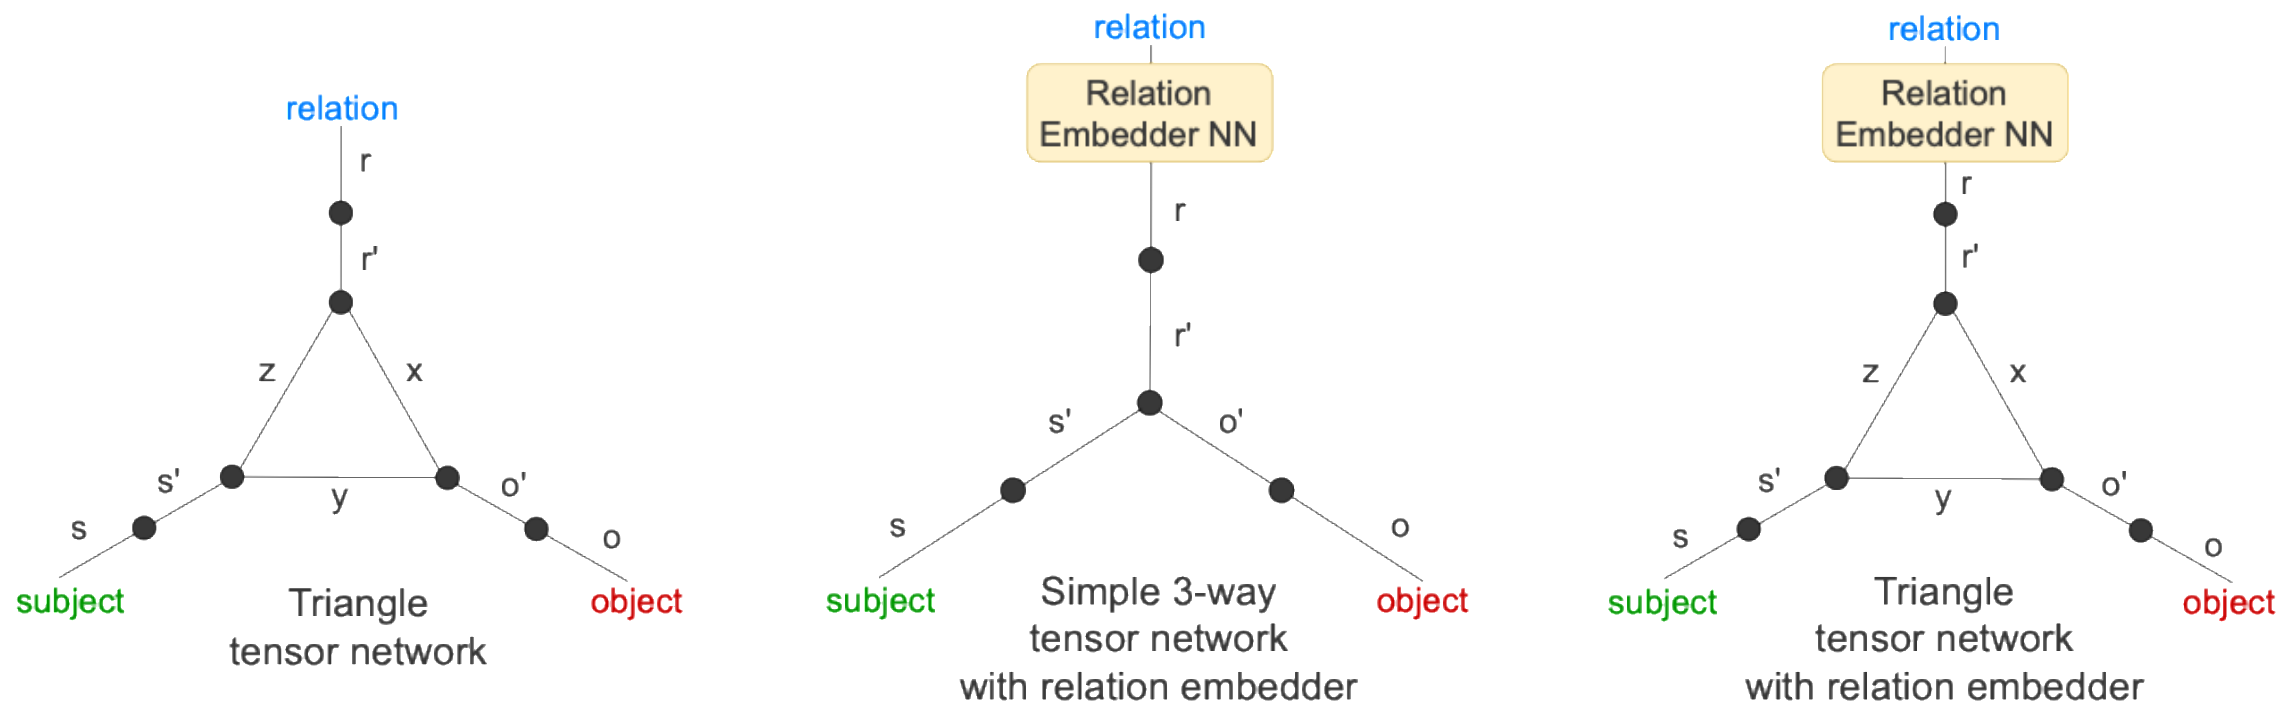 relation
r
r'
z
x
s'
y
o'
s
o
subject
object
Triangle
tensor network
relation
Relation
Embedder NN
r
r'
s'
o'
s
o
subject
object
Simple 3-way
tensor network
with relation embedder
relation
Relation
Embedder NN
r
r'
z
x
s'
y
o'
s
o
subject
object
Triangle
tensor network
with relation embedder